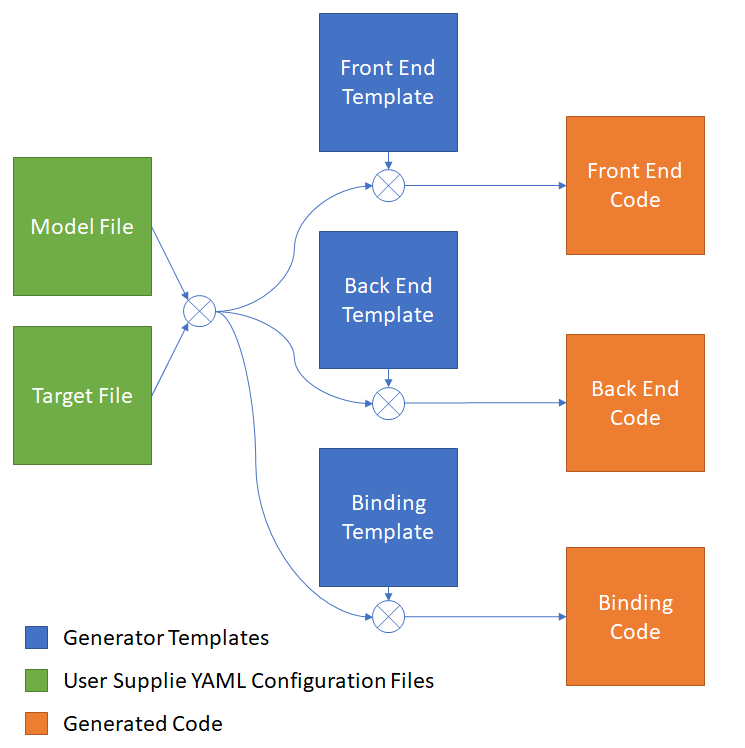 Front End
Template
Front End
Code
Model File
Back End
Template
Target File
Back End
Code
Binding
Template
Binding
Code
Generator Templates
User Supplie YAML Configuration Files
Generated Code